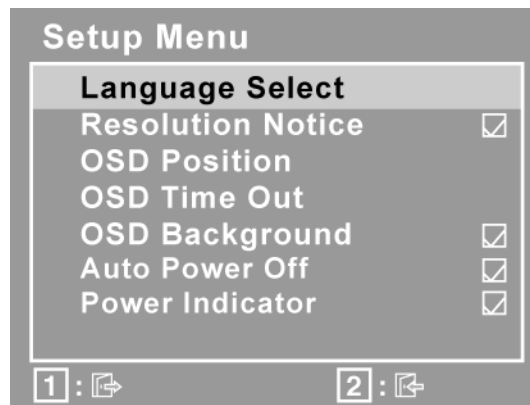 Setup Menu
Language Select
Resolution Notice
OSD Position
OSD Time Out
OSD Background
Auto Power Off
Power Indicator
1 : 2 :